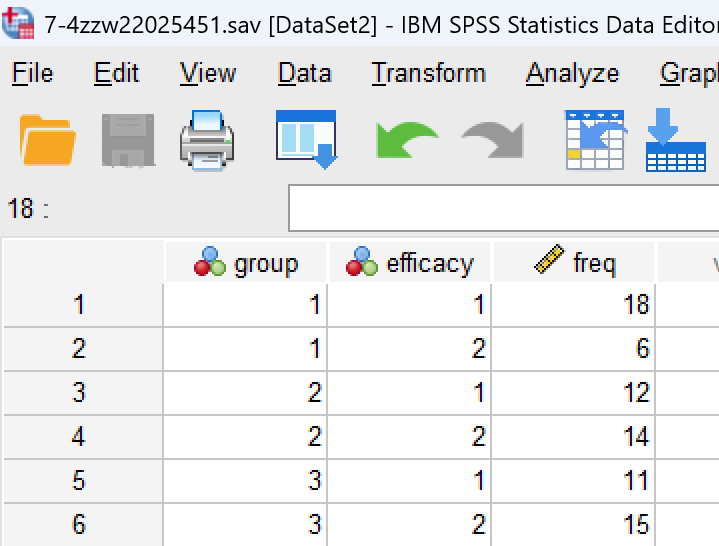 7-4zzw22025451.sav [DataSet2] - IBM SPSS Statistics Data Editor
File Edit View Data Transform Analyze Grap
18 :
group efficacy freq
1 1 1 18
2 1 2 6
3 2 1 12
4 2 2 14
5 3 1 11
6 3 2 15